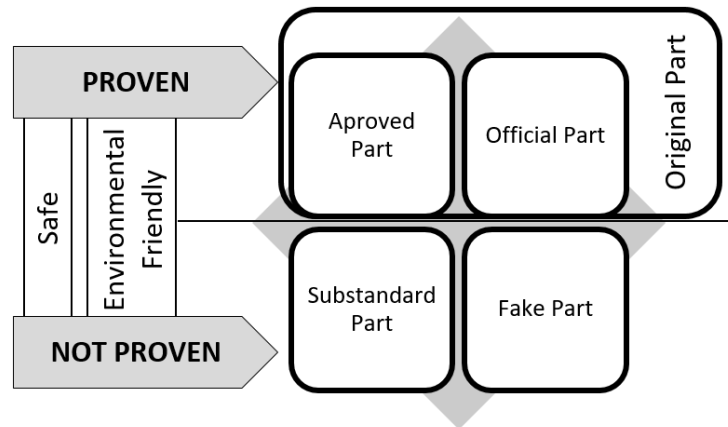 PROVEN
Aproved
Part
Official Part
Original Part
Safe
Environmental
Friendly
Substandard
Part
Fake Part
NOT PROVEN